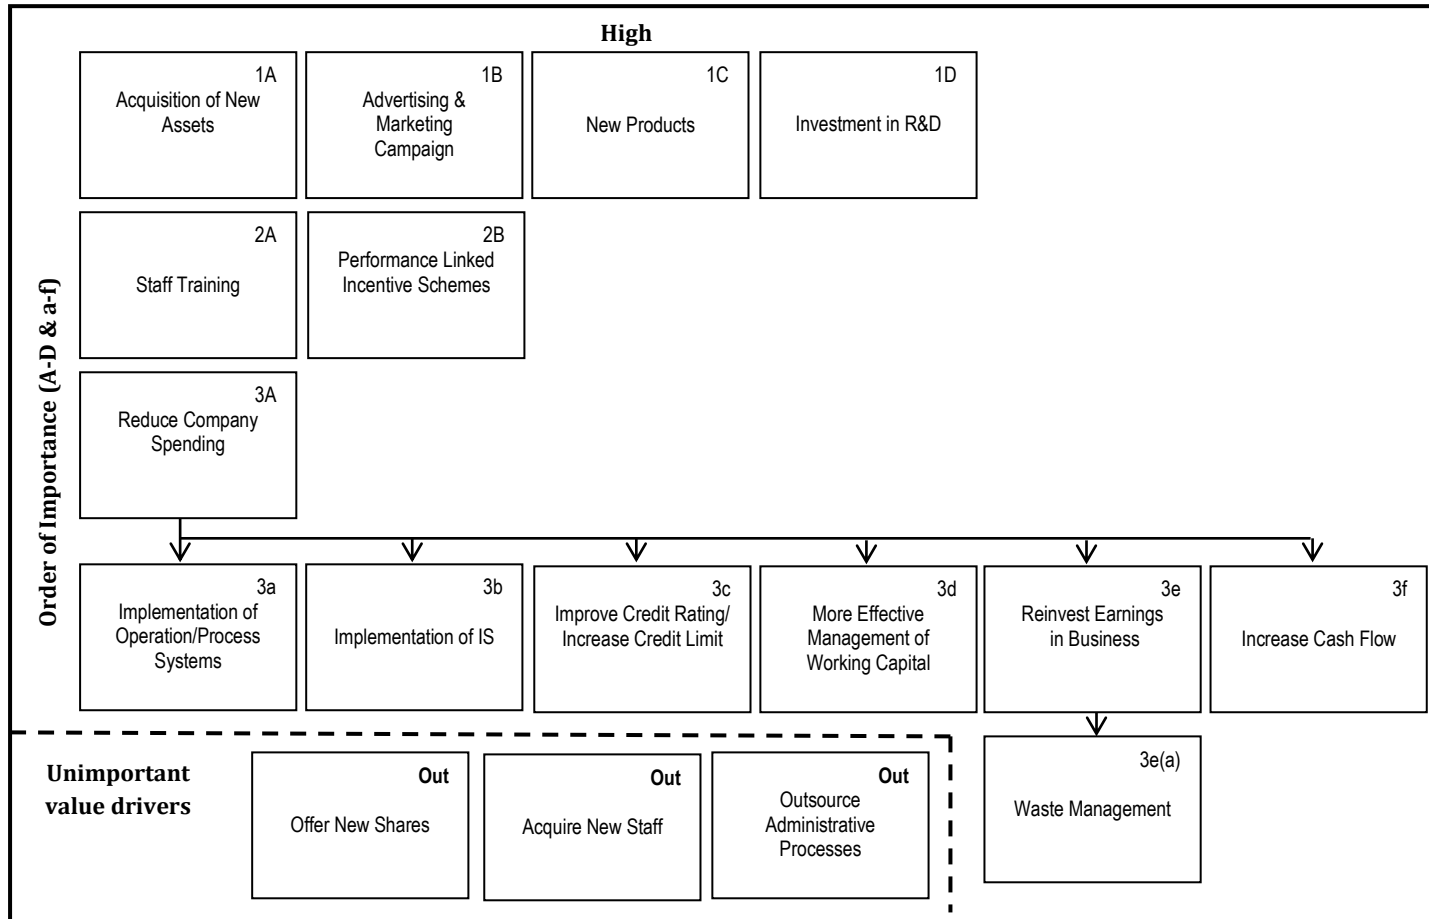 High
Order of Importance (A-D & a-f)
1A
Acquisition of New
Assets
1B
Advertising &
Marketing
Campaign
1C
New Products
1D
Investment in R&D
2A
Staff Training
2B
Performance Linked
Incentive Schemes
3A
Reduce Company
Spending
3a
Implementation of
Operation/Process
Systems
3b
Implementation of IS
3c
Improve Credit Rating/
Increase Credit Limit
3d
More Effective
Management of
Working Capital
3e
Reinvest Earnings
in Business
3f
Increase Cash Flow
Unimportant
value drivers
Out
Offer New Shares
Out
Acquire New Staff
Out
Outsource
Administrative
Processes
3e(a)
Waste Management